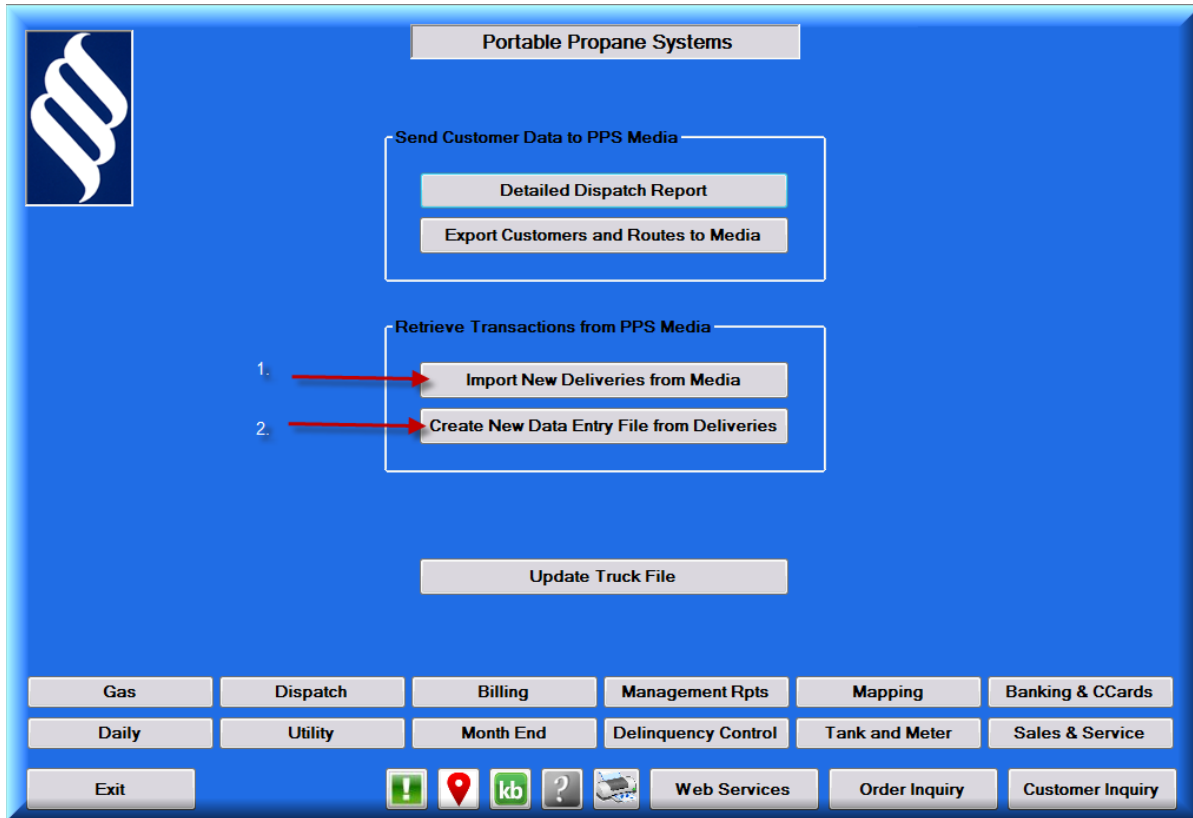 Portable Propane Systems
Send Customer Data to PPS Media
Detailed Dispatch Report
Export Customers and Routes to Media
Retrieve Transactions from PPS Media
1.
Import New Deliveries from Media
2.
Create New Data Entry File from Deliveries
Update Truck File
Gas
Dispatch
Billing
Management Rpts
Mapping
Banking & CCards
Daily
Utility
Month End
Delinquency Control
Tank and Meter
Sales & Service
Exit
!
kb
?
Web Services
Order Inquiry
Customer Inquiry